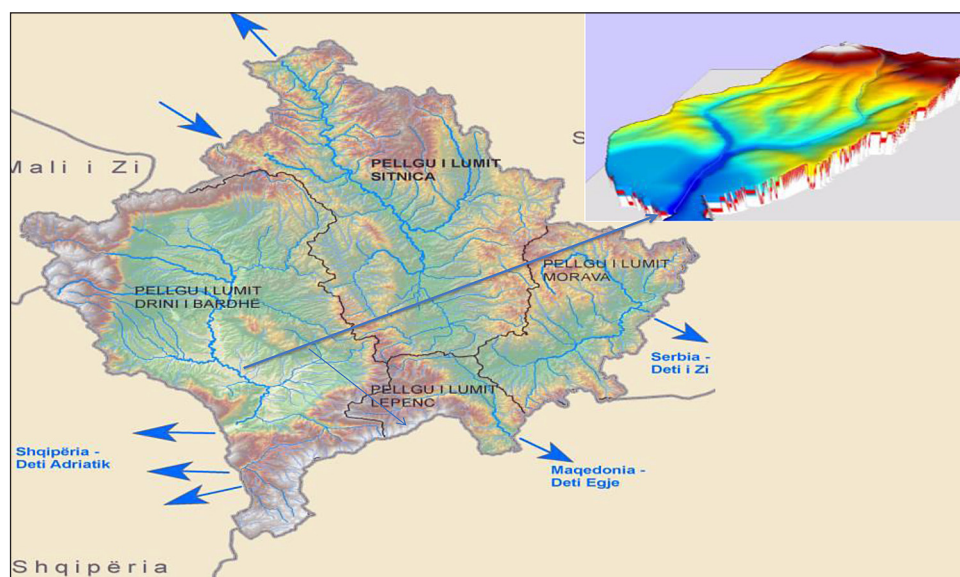 Mali i Zi
S
PELLGU I LUMIT
SITNICA
PELLGU I LUMIT
MORAVA
PELLGU I LUMIT
DRINI I BARDHË
Serbia -
Deti i Zi
PELLGU I LUMIT
LEPENC
Shqipëria -
Deti Adriatik
Maqedonia -
Deti Egje
Shqipëria